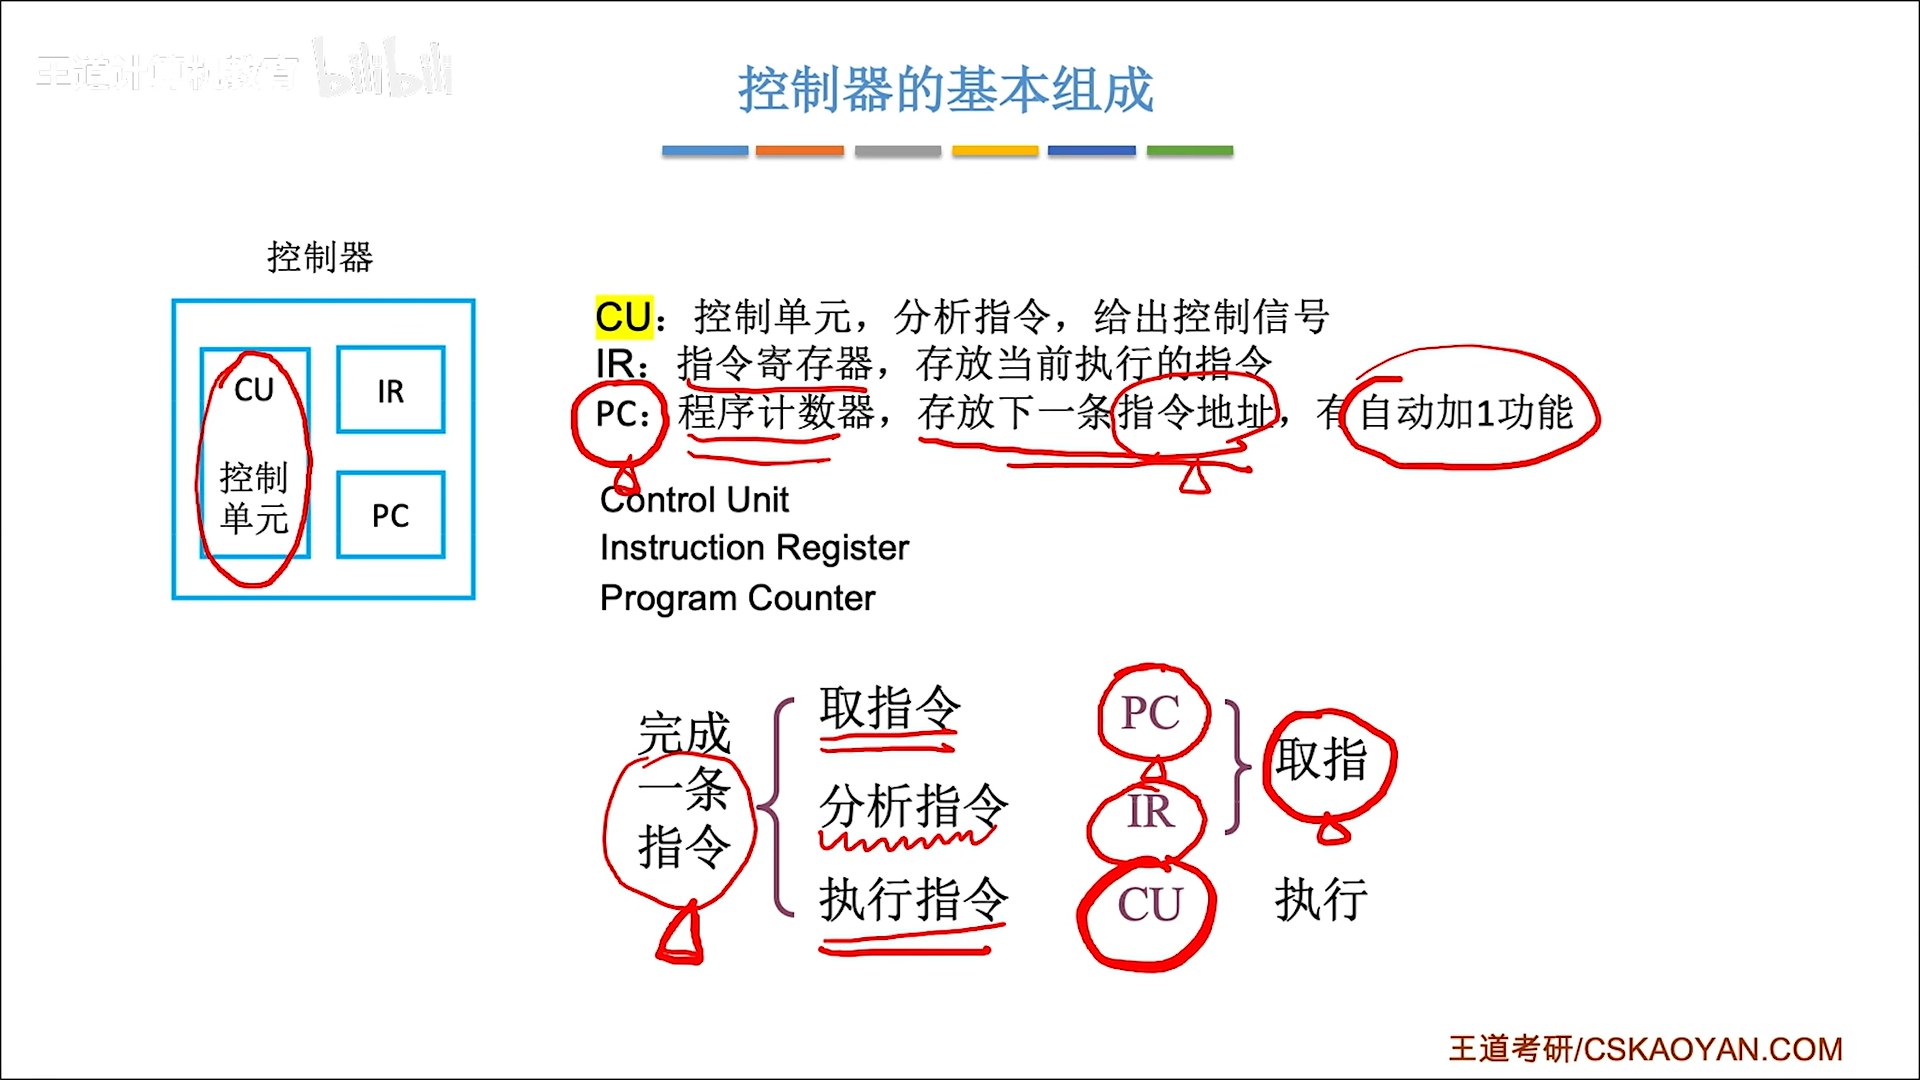 王道计算机教育 bilibili
控制器的基本组成
控制器
CU
控制
单元
IR
PC
CU：控制单元，分析指令，给出控制信号
IR：指令寄存器，存放当前执行的指令
PC：程序计数器，存放下一条指令地址，有自动加1功能
Control Unit
Instruction Register
Program Counter
完成
一条
指令
取指令
分析指令
执行指令
PC
IR
CU
取指
执行
王道考研/CSKAOYAN.COM